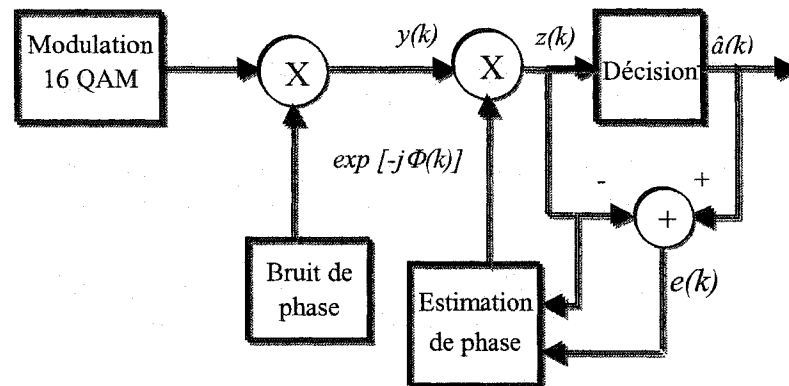 Modulation
16 QAM
X
y(k)
X
z(k)
Décision
â(k)
exp [-jΦ(k)]
-
+
+
Bruit de
phase
Estimation
de phase
e(k)